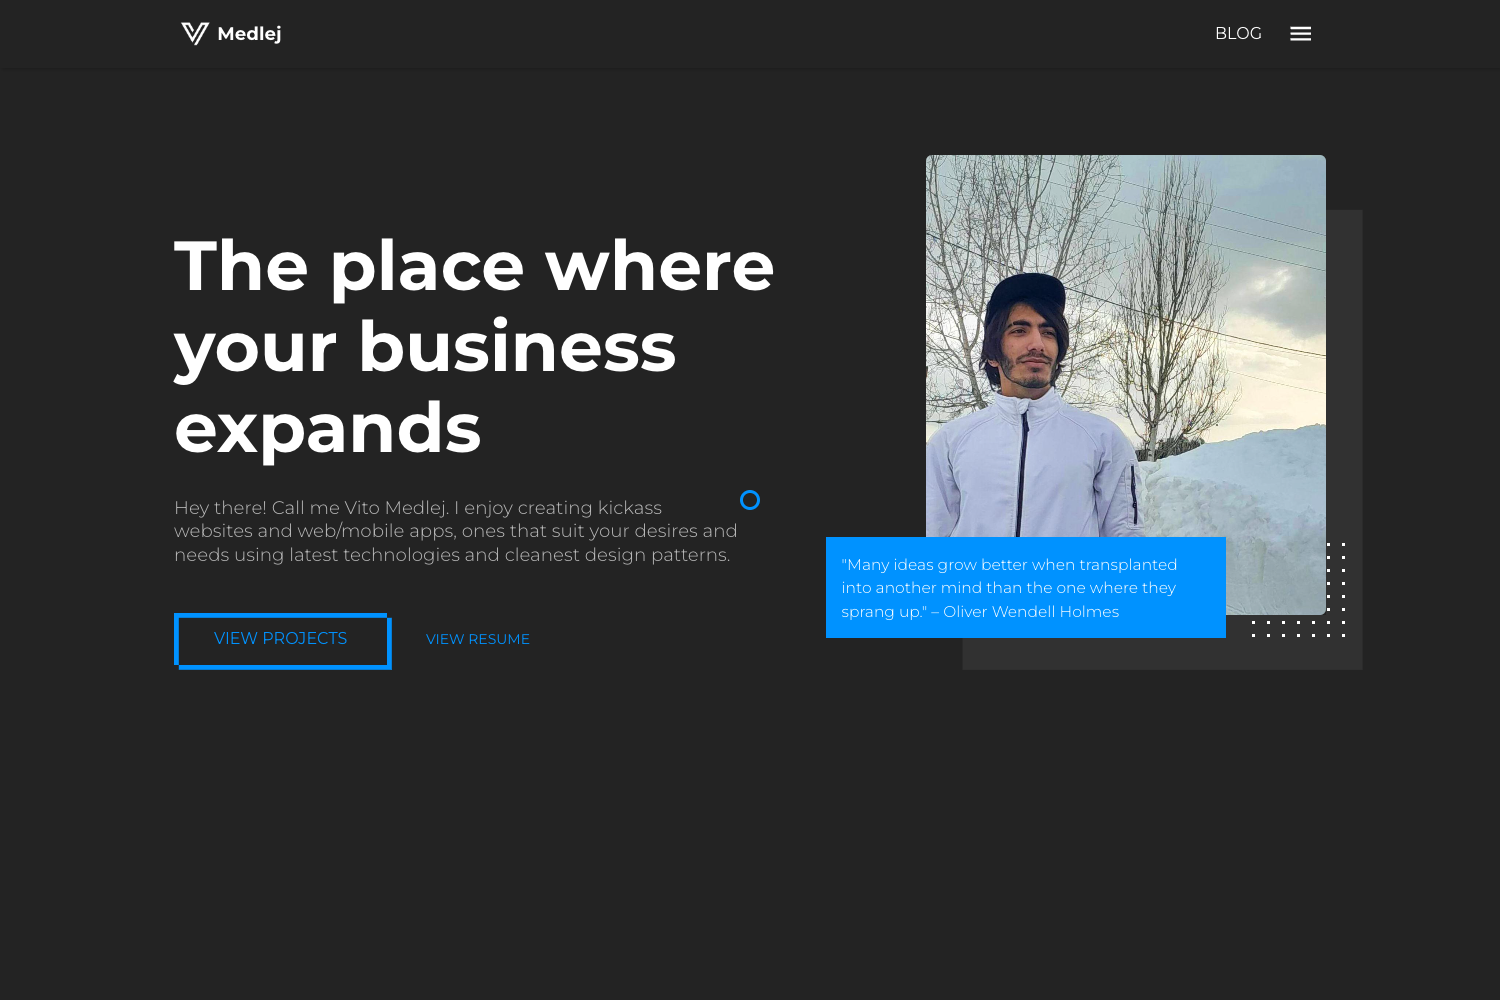 Medlej
BLOG
The place where
your business
expands
Hey there! Call me Vito Medlej. I enjoy creating kickass
websites and web/mobile apps, ones that suit your desires and
needs using latest technologies and cleanest design patterns.
VIEW PROJECTS
VIEW RESUME
"Many ideas grow better when transplanted
into another mind than the one where they
sprang up." – Oliver Wendell Holmes